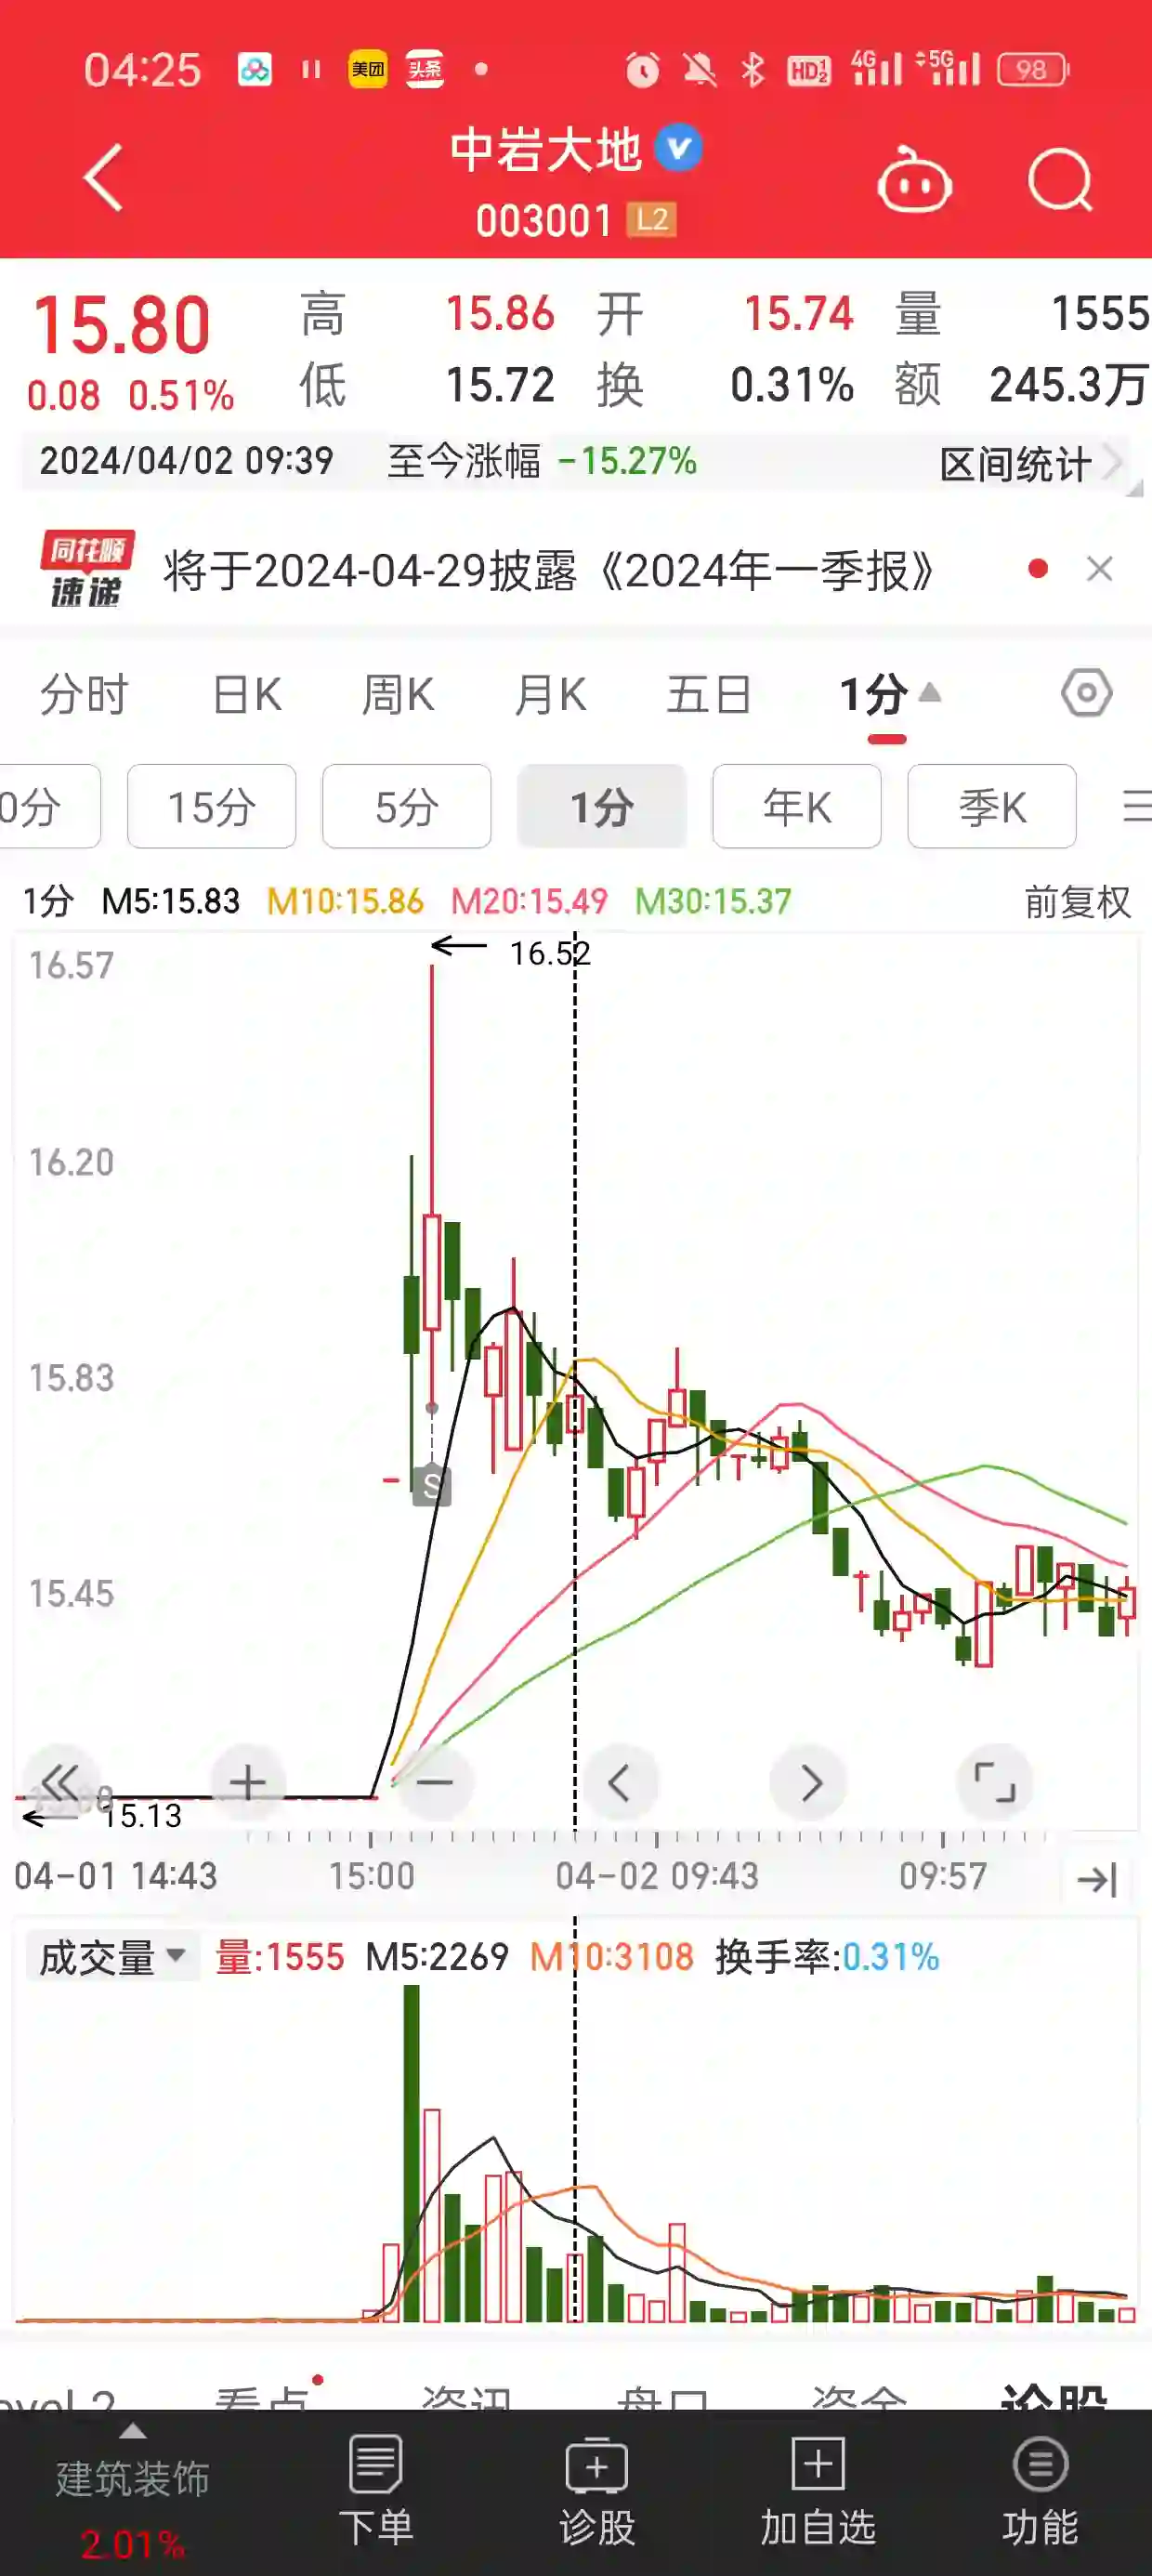 04:25 美团 头条 HD 1 2 4G 5G 98
中岩大地
003001 L2
15.80 高 15.86 开 15.74 量 1555
0.08 0.51% 低 15.72 换 0.31% 额 245.3万
2024/04/02 09:39 至今涨幅 -15.27% 区间统计
同花顺
速递
将于2024-04-29披露《2024年一季报》
分时 日K 周K 月K 五日 1分
0分 15分 5分 1分 年K 季K
1分 M5:15.83 M10:15.86 M20:15.49 M30:15.37 前复权
16.57
16.52
16.20
15.83
S
15.45
15.13
04-01 14:43 15:00 04-02 09:43 09:57
成交量 量:1555 M5:2269 M10:3108 换手率:0.31%
看点 资讯 盘口 资金 诊股
建筑装饰
2.01%
下单 诊股 加自选 功能